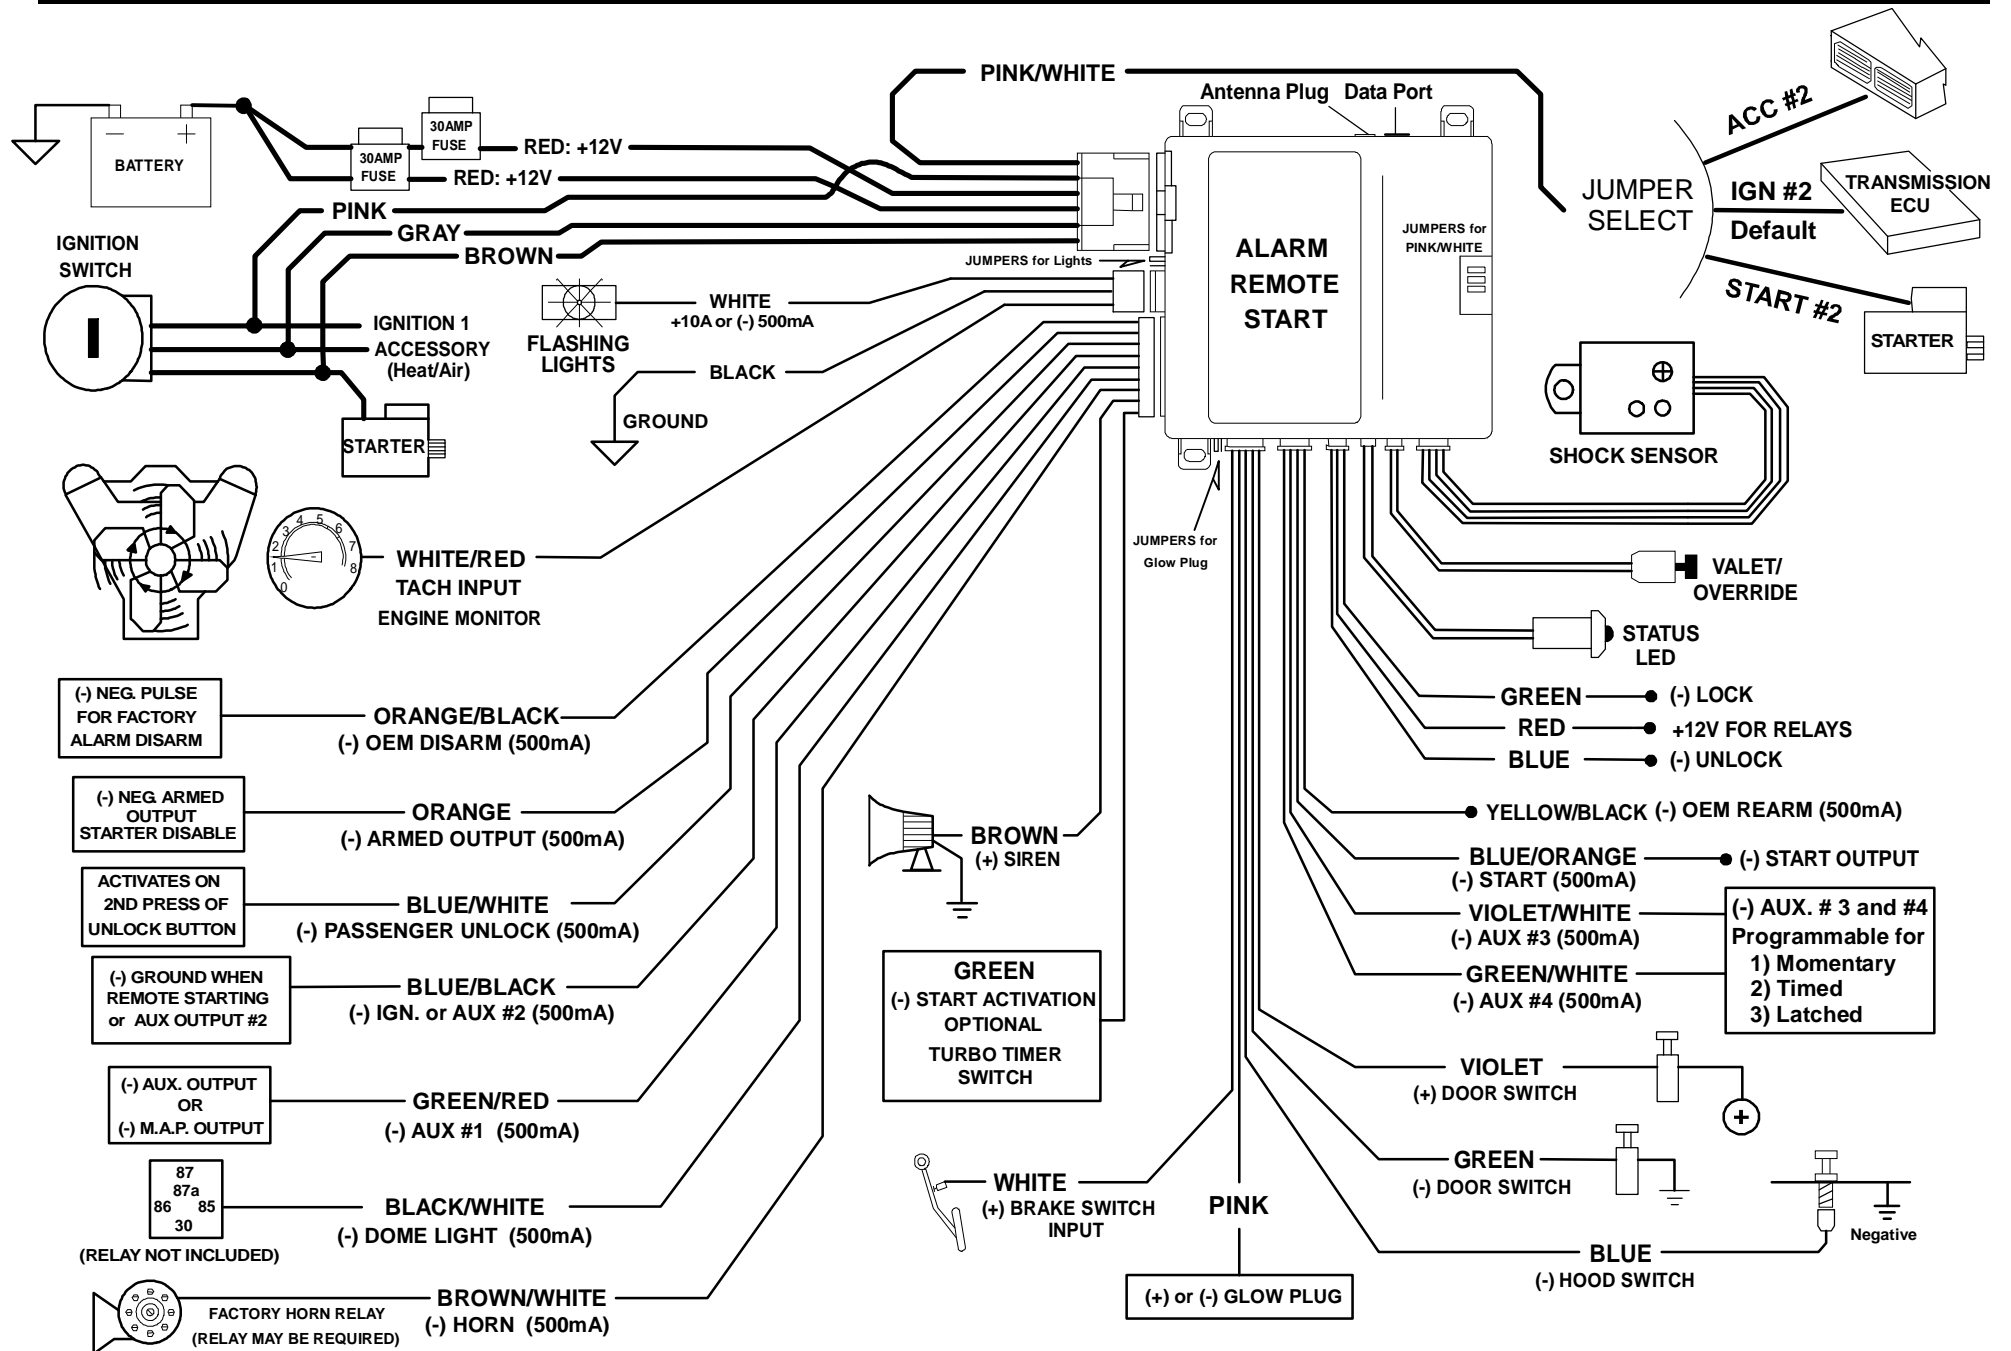 PINK/WHITE
Antenna Plug Data Port
ACC #2
30AMP
FUSE
30AMP
FUSE
RED: +12V
RED: +12V
BATTERY
- +
PINK
GRAY
BROWN
IGNITION
SWITCH
IGNITION 1
ACCESSORY
(Heat/Air)
STARTER
JUMPERS for Lights
WHITE
+10A or (-) 500mA
FLASHING
LIGHTS
BLACK
GROUND
ALARM
REMOTE
START
JUMPERS for
PINK/WHITE
JUMPER
SELECT
IGN #2
Default
TRANSMISSION
ECU
START #2
STARTER
SHOCK SENSOR
JUMPERS for
Glow Plug
0 1 2 3 4 5 6 7 8
WHITE/RED
TACH INPUT
ENGINE MONITOR
VALET/
OVERRIDE
STATUS
LED
GREEN (-) LOCK
RED +12V FOR RELAYS
BLUE (-) UNLOCK
(-) NEG. PULSE
FOR FACTORY
ALARM DISARM
ORANGE/BLACK
(-) OEM DISARM (500mA)
(-) NEG. ARMED
OUTPUT
STARTER DISABLE
ORANGE
(-) ARMED OUTPUT (500mA)
ACTIVATES ON
2ND PRESS OF
UNLOCK BUTTON
BLUE/WHITE
(-) PASSENGER UNLOCK (500mA)
(-) GROUND WHEN
REMOTE STARTING
or AUX OUTPUT #2
BLUE/BLACK
(-) IGN. or AUX #2 (500mA)
(-) AUX. OUTPUT
OR
(-) M.A.P. OUTPUT
GREEN/RED
(-) AUX #1 (500mA)
87
87a
86 85
30
(RELAY NOT INCLUDED)
BLACK/WHITE
(-) DOME LIGHT (500mA)
FACTORY HORN RELAY
(RELAY MAY BE REQUIRED)
BROWN/WHITE
(-) HORN (500mA)
BROWN
(+) SIREN
GREEN
(-) START ACTIVATION
OPTIONAL
TURBO TIMER
SWITCH
WHITE
(+) BRAKE SWITCH
INPUT
PINK
(+) or (-) GLOW PLUG
YELLOW/BLACK (-) OEM REARM (500mA)
BLUE/ORANGE (-) START OUTPUT
(-) START (500mA)
VIOLET/WHITE
(-) AUX #3 (500mA)
GREEN/WHITE
(-) AUX #4 (500mA)
(-) AUX. # 3 and #4
Programmable for
1) Momentary
2) Timed
3) Latched
VIOLET
(+) DOOR SWITCH
+
GREEN
(-) DOOR SWITCH
BLUE
(-) HOOD SWITCH
Negative